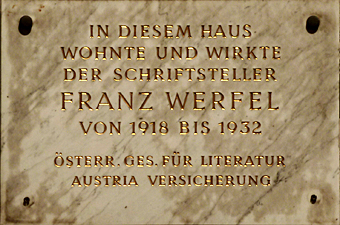 IN DIESEM HAUS
WOHNTE UND WIRKTE
DER SCHRIFTSTELLER
FRANZ WERFEL
VON 1918 BIS 1932
ÖSTERR. GES. FÜR LITERATUR
AUSTRIA VERSICHERUNG